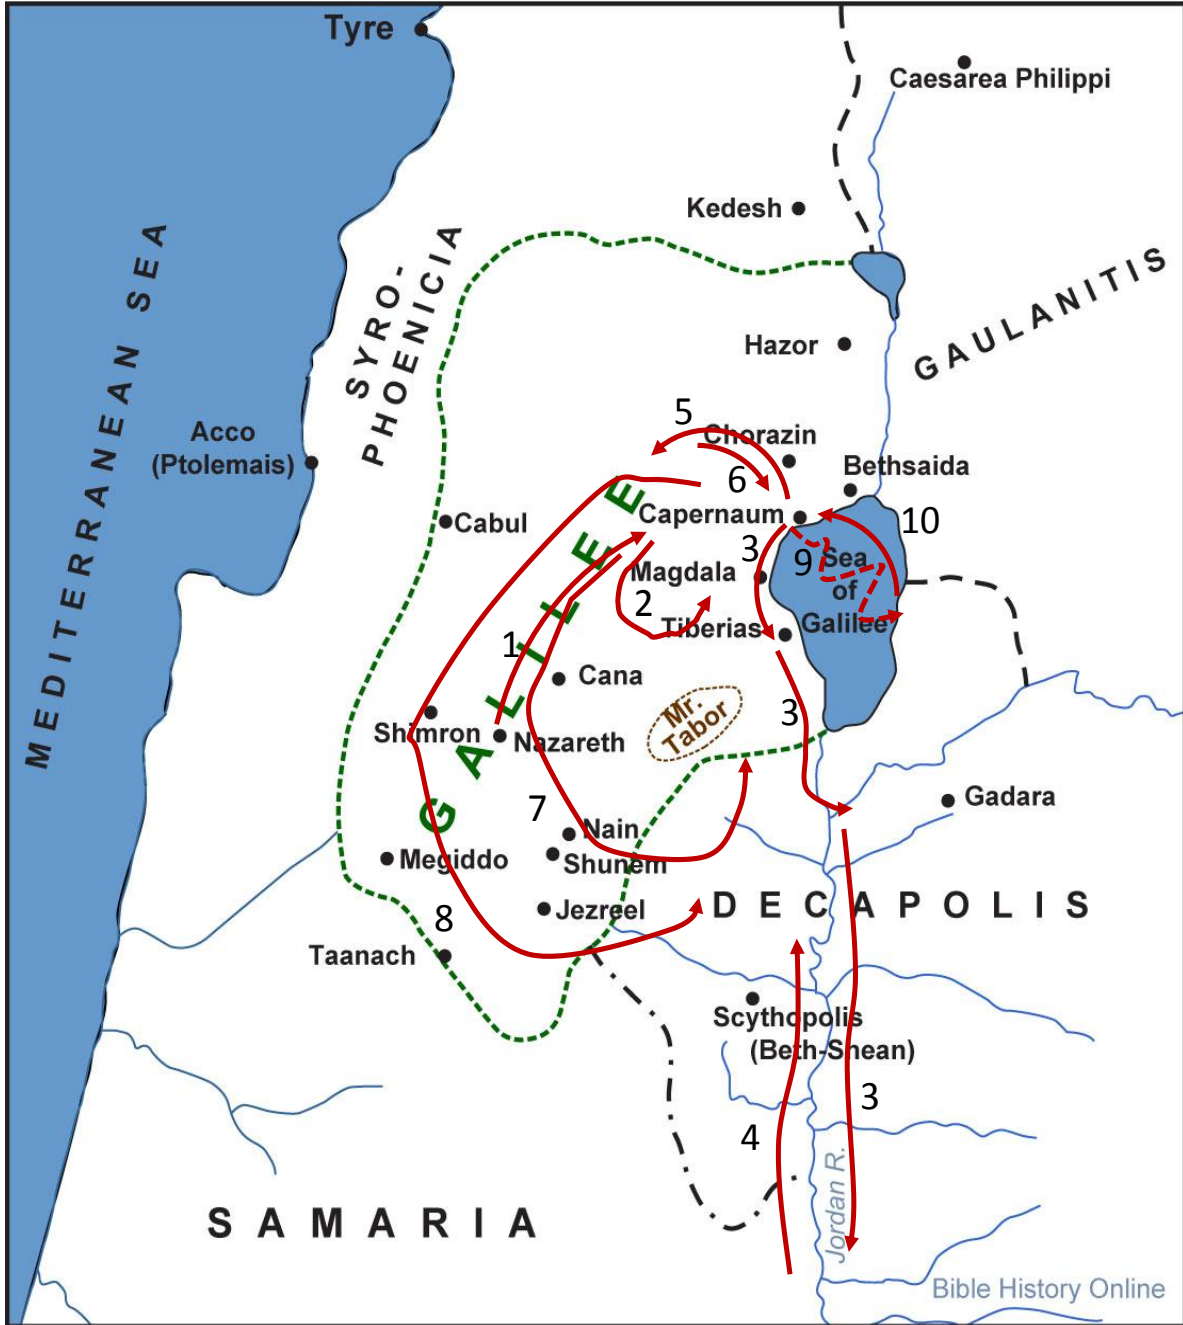 Tyre
Caesarea Philippi
Kedesh
MEDITERRANEAN SEA
SYRO-
PHOENICIA
GAULANITIS
Hazor
5
Chorazin
Acco
(Ptolemais)
Bethsaida
6
GALILEE
Capernaum
10
Cabul
3
9
Sea
of
Galilee
Magdala
2
Tiberias
1
Cana
Mr.
Tabor
3
Shimron
Nazareth
7
Gadara
Nain
Megiddo
Shunem
DECAPOLIS
Jezreel
8
Taanach
Scythopolis
(Beth-Shean)
3
4
Jordan R.
SAMARIA
Bible History Online